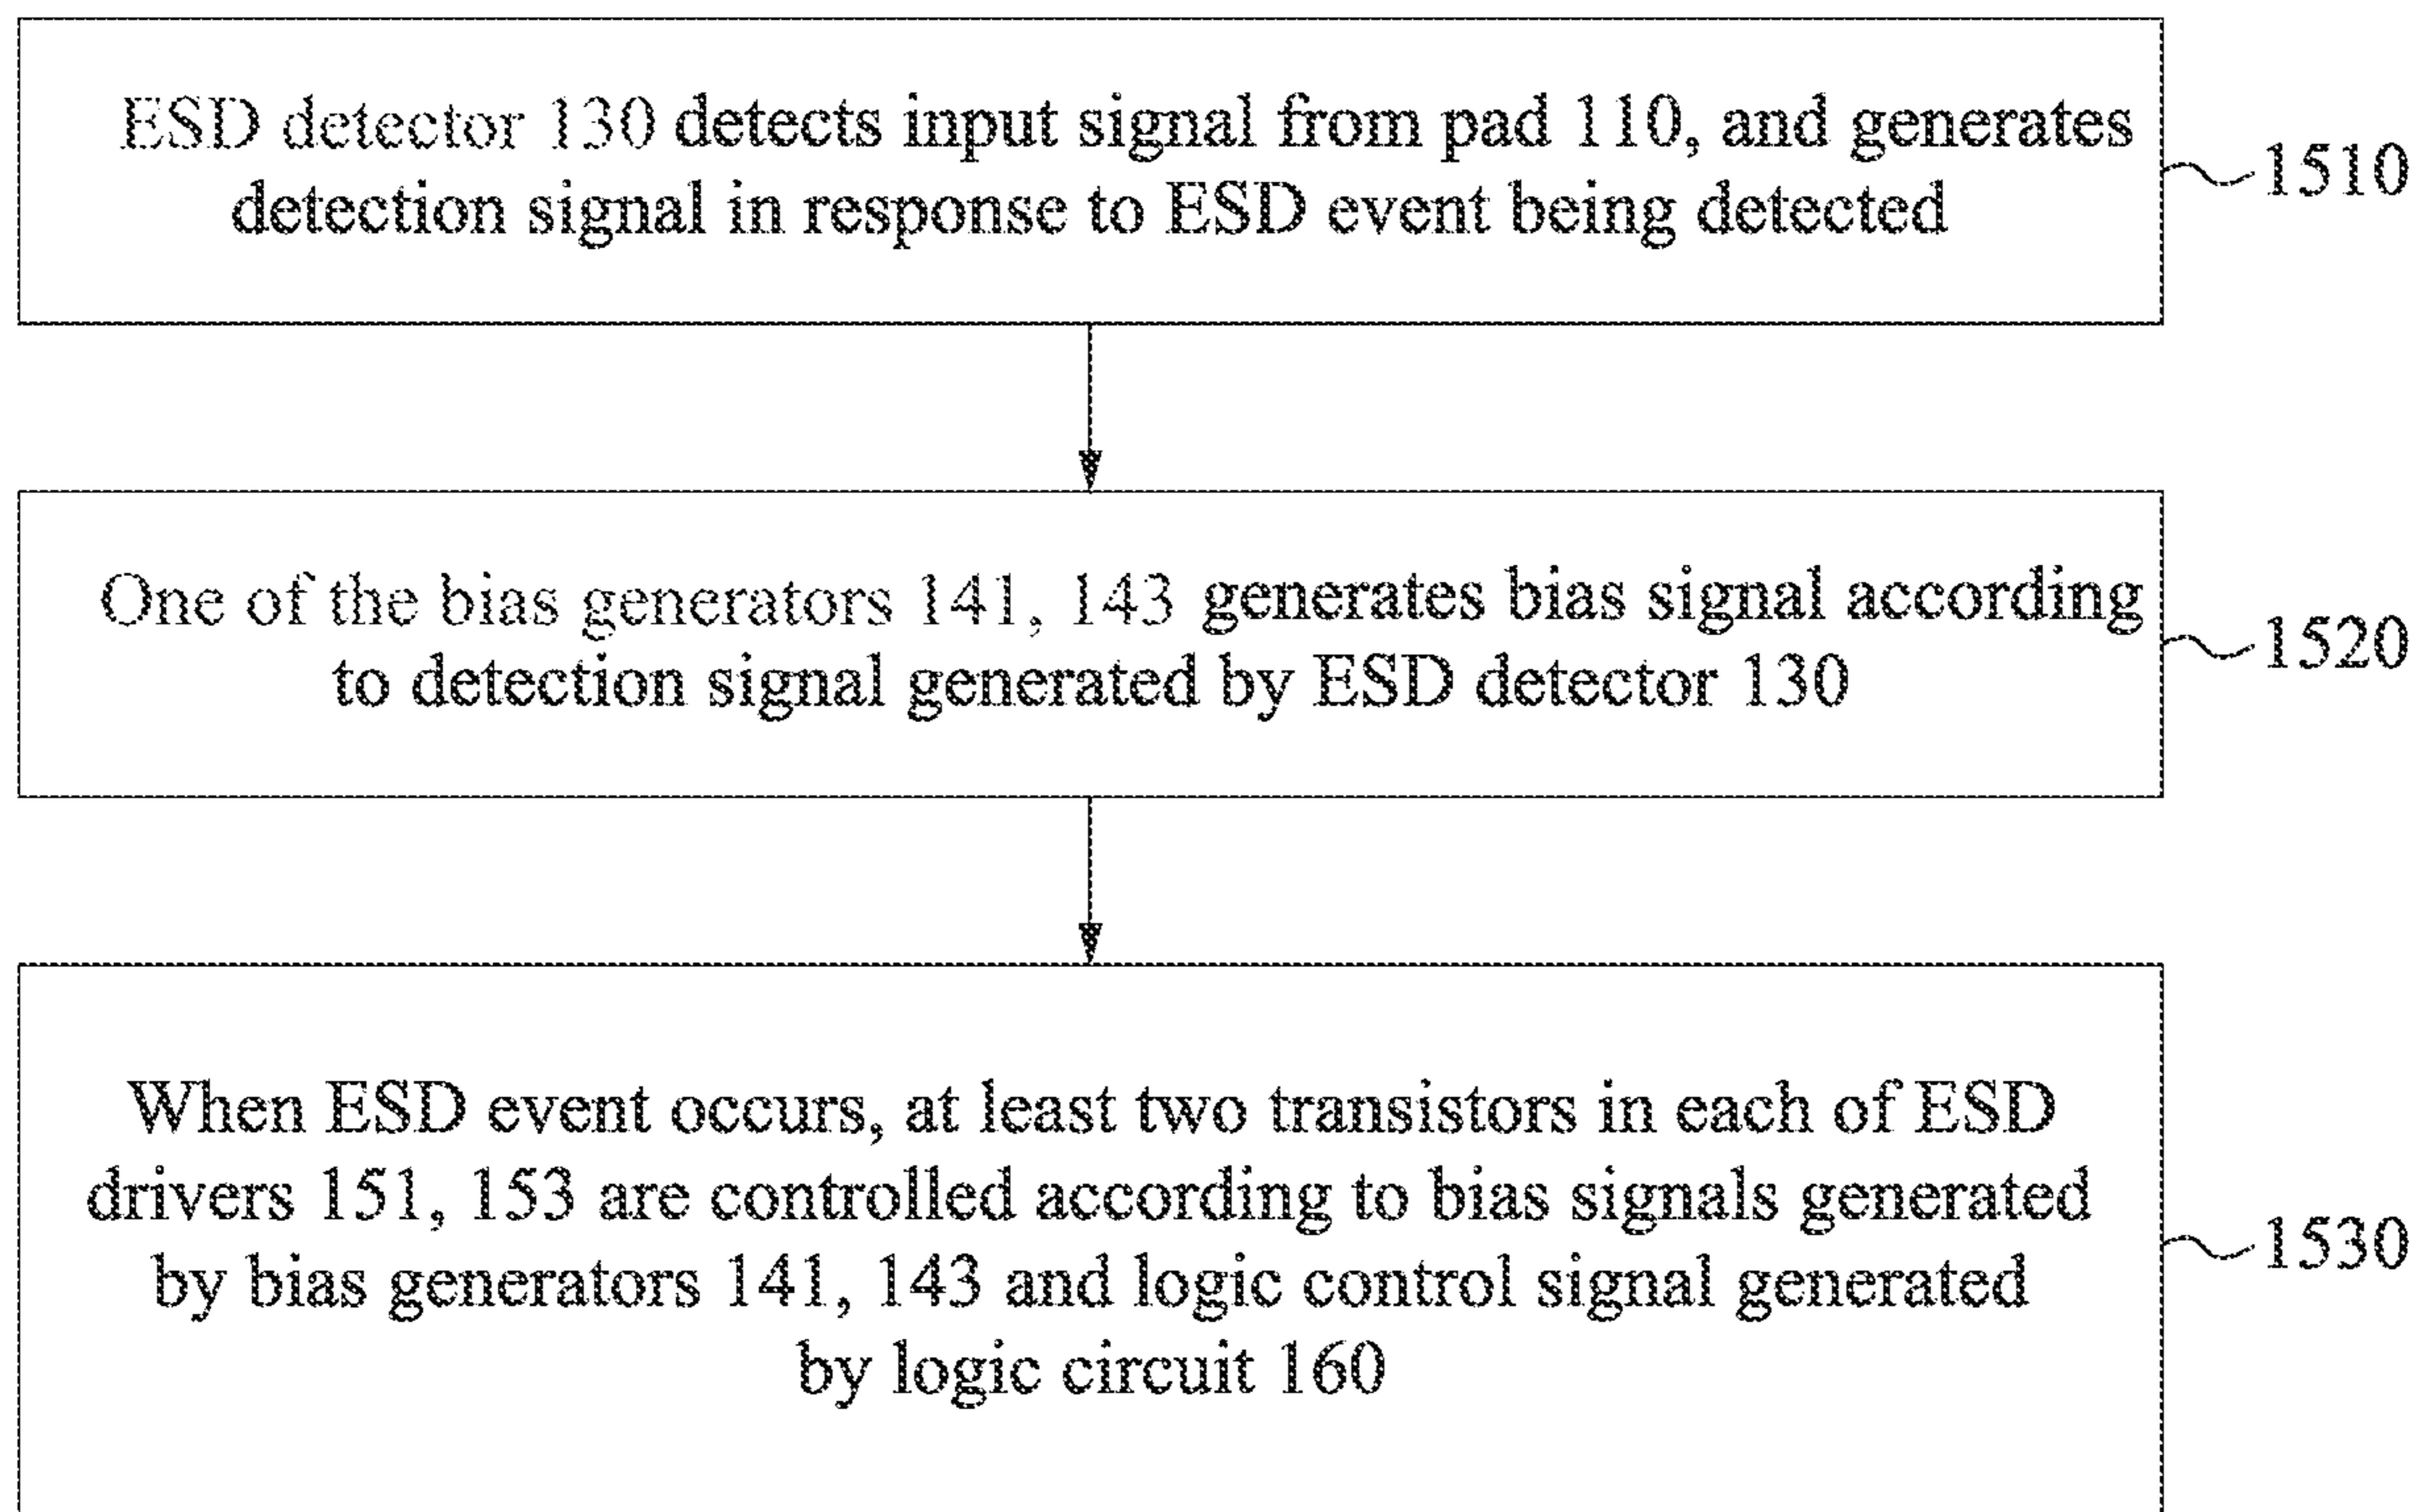 ESD detector 130 detects input signal from pad 110, and generates
detection signal in response to ESD event being detected
1510
One of the bias generators 141, 143 generates bias signal according
to detection signal generated by ESD detector 130
1520
When ESD event occurs, at least two transistors in each of ESD
drivers 151, 153 are controlled according to bias signals generated
by bias generators 141, 143 and logic control signal generated
by logic circuit 160
1530